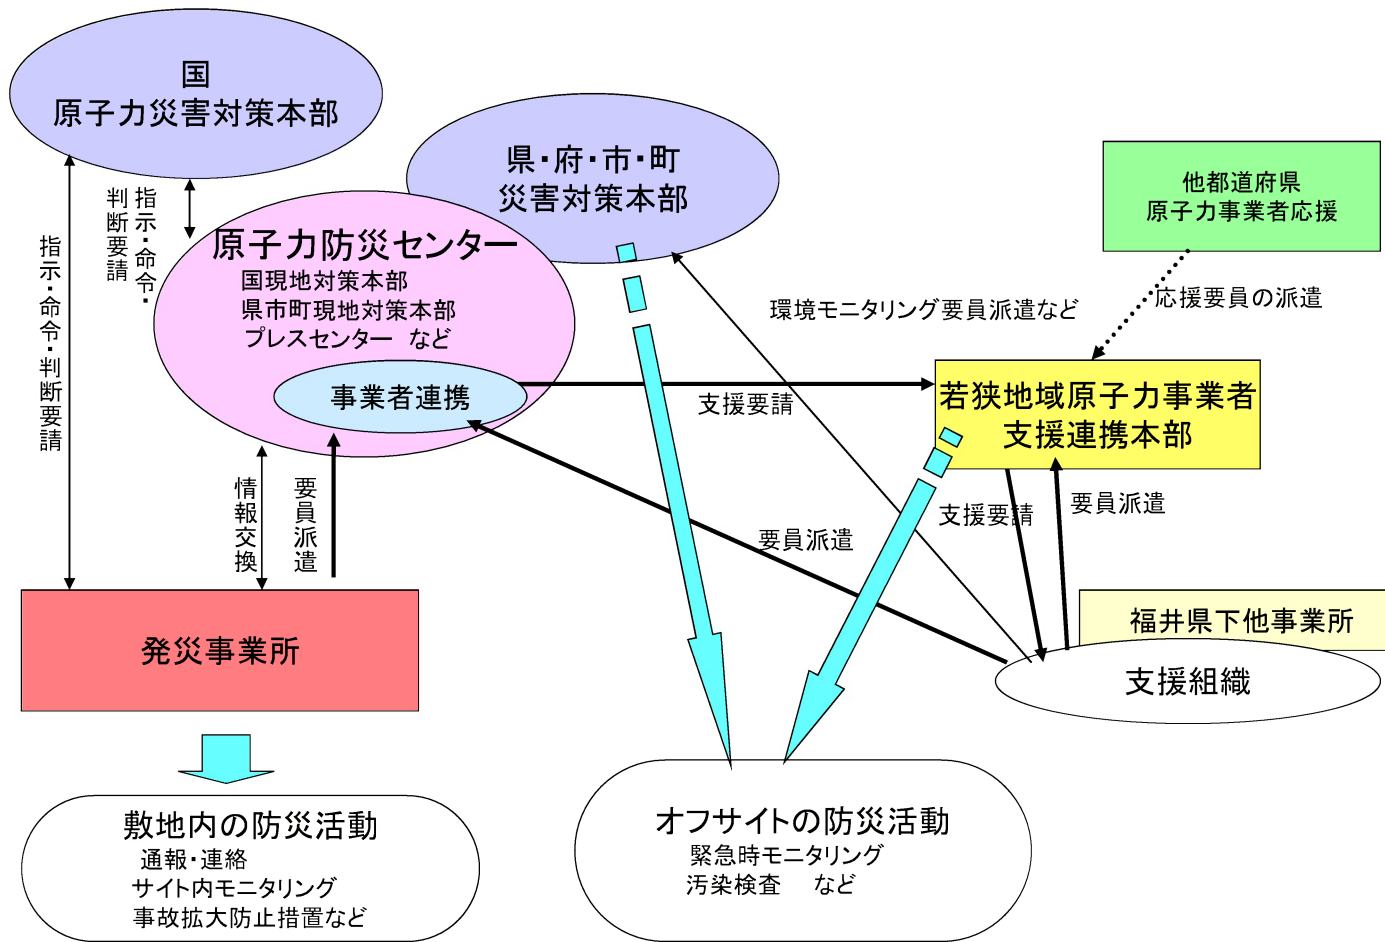 国
原子力災害対策本部
県・府・市・町
災害対策本部
他都道府県
原子力事業者応援
指示・命令・
判断要請
指示・命令・判断要請
原子力防災センター
国現地対策本部
県市町現地対策本部
プレスセンター など
事業者連携
環境モニタリング要員派遣など
応援要員の派遣
支援要請
若狭地域原子力事業者
支援連携本部
情報交換
要員派遣
要員派遣
支援要請
要員派遣
発災事業所
福井県下他事業所
支援組織
敷地内の防災活動
通報・連絡
サイト内モニタリング
事故拡大防止措置など
オフサイトの防災活動
緊急時モニタリング
汚染検査 など